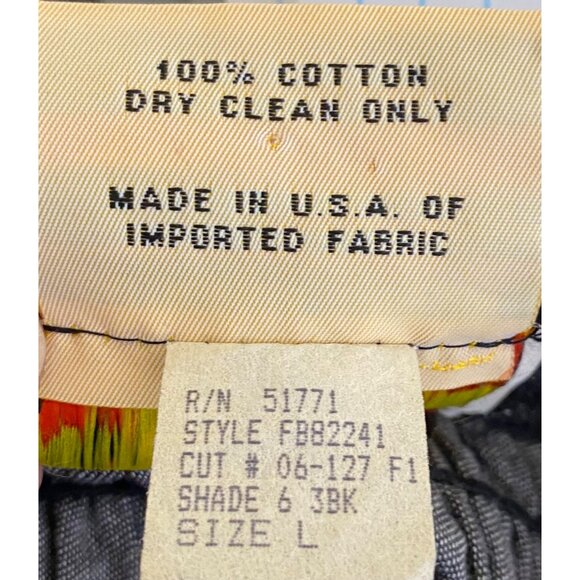 100% COTTON
DRY CLEAN ONLY
MADE IN U.S.A. OF
IMPORTED FABRIC
R/N 51771
STYLE FB82241
CUT # 06-127 F1
SHADE 6 3BK
SIZE L